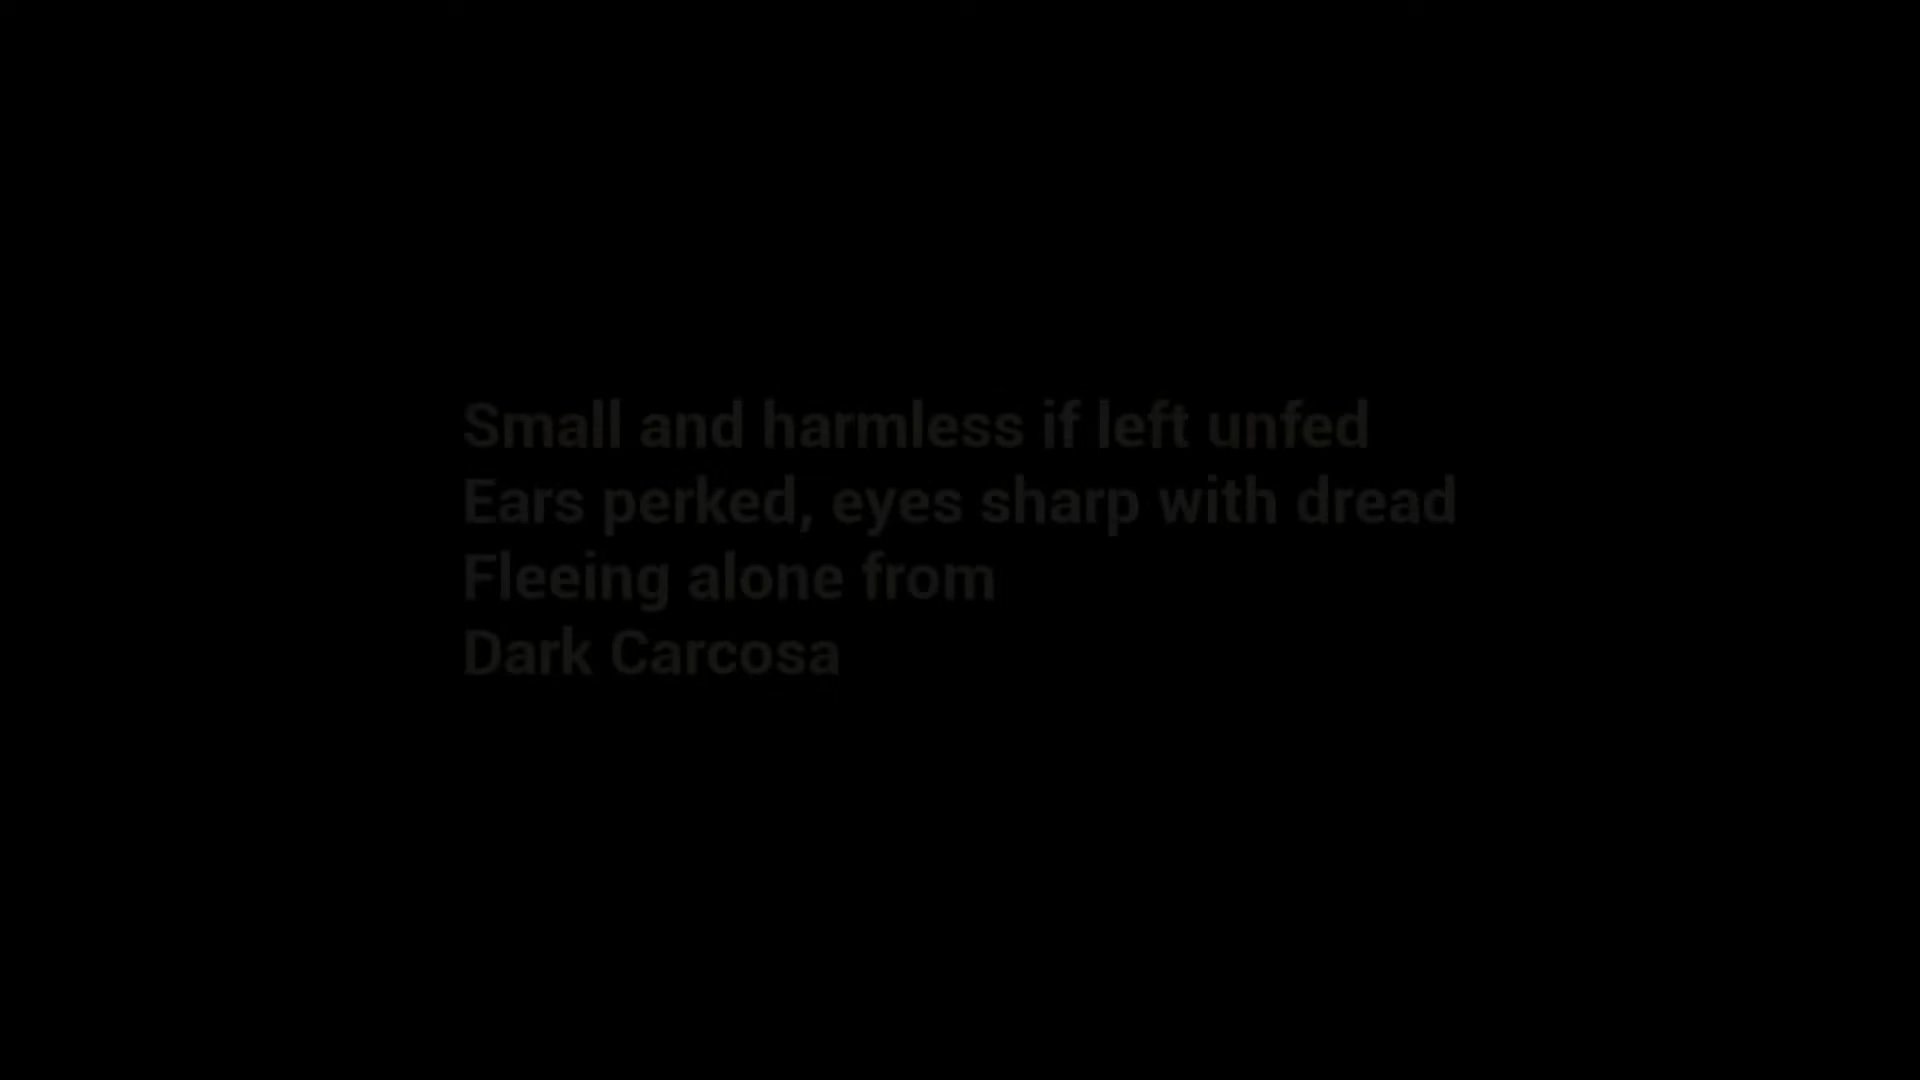 Small and harmless if left unfed
Ears perked, eyes sharp with dread
Fleeing alone from
Dark Carcosa